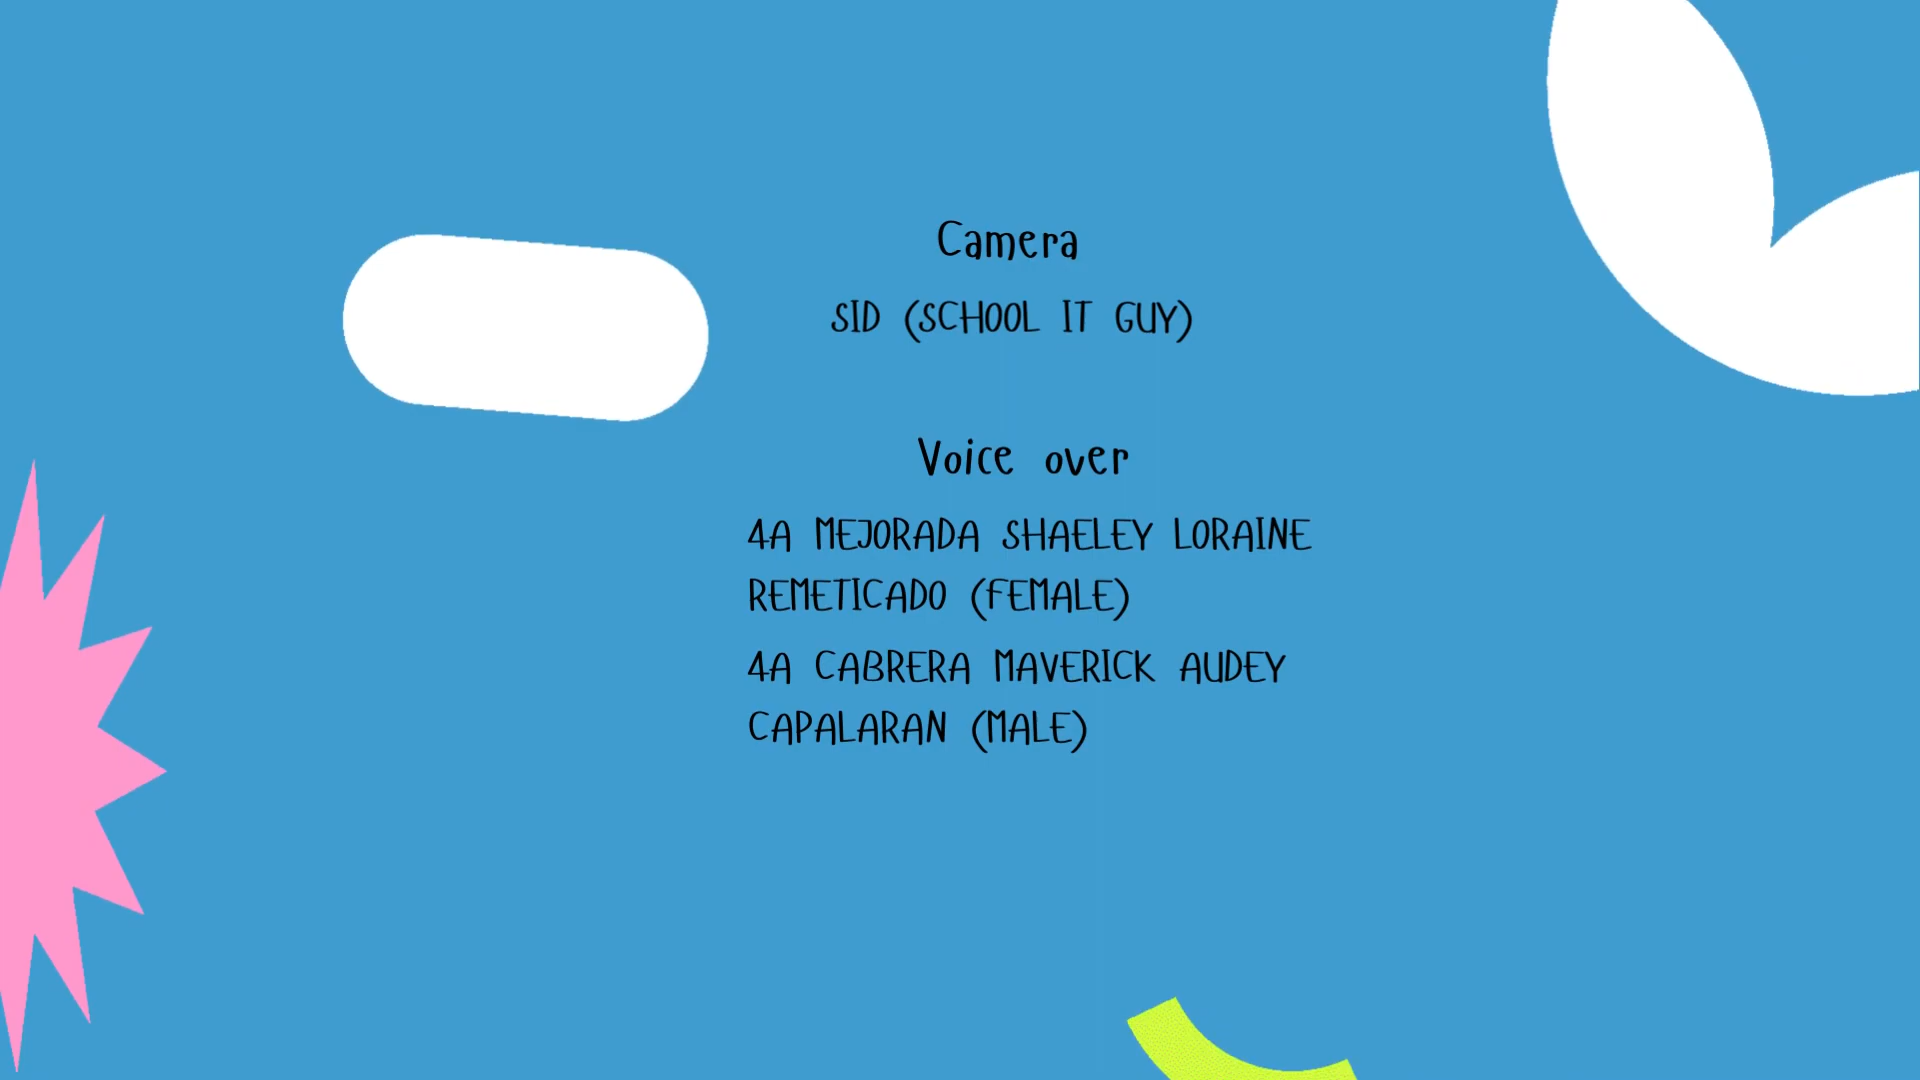 Camera
SID (SCHOOL IT GUY)
Voice over
4A MEJORADA SHAELEY LORAINE
REMETICADO (FEMALE)
4A CABRERA MAVERICK AUDEY
CAPALARAN (MALE)